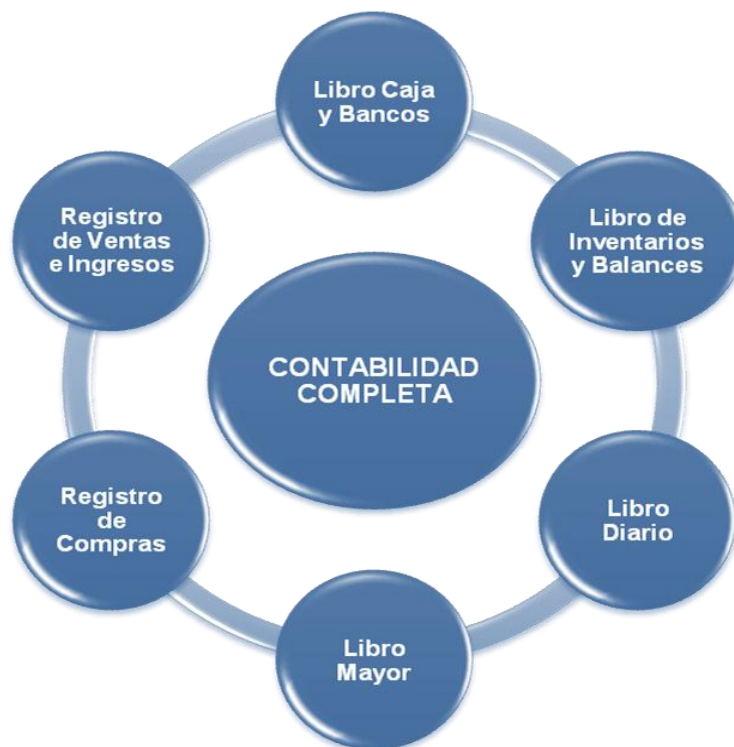 Libro Caja
y Bancos
Libro de
Inventarios
y Balances
Libro
Diario
Libro
Mayor
Registro
de
Compras
Registro
de Ventas
e Ingresos
CONTABILIDAD
COMPLETA